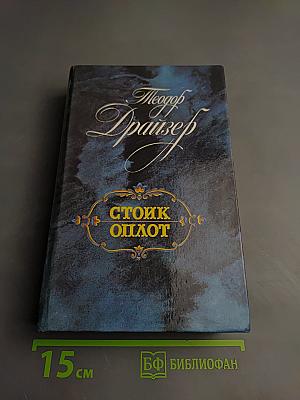 Теодор
Драйзер
СТОИК
ОПЛОТ
15 см
БФ БИБЛИОФАН